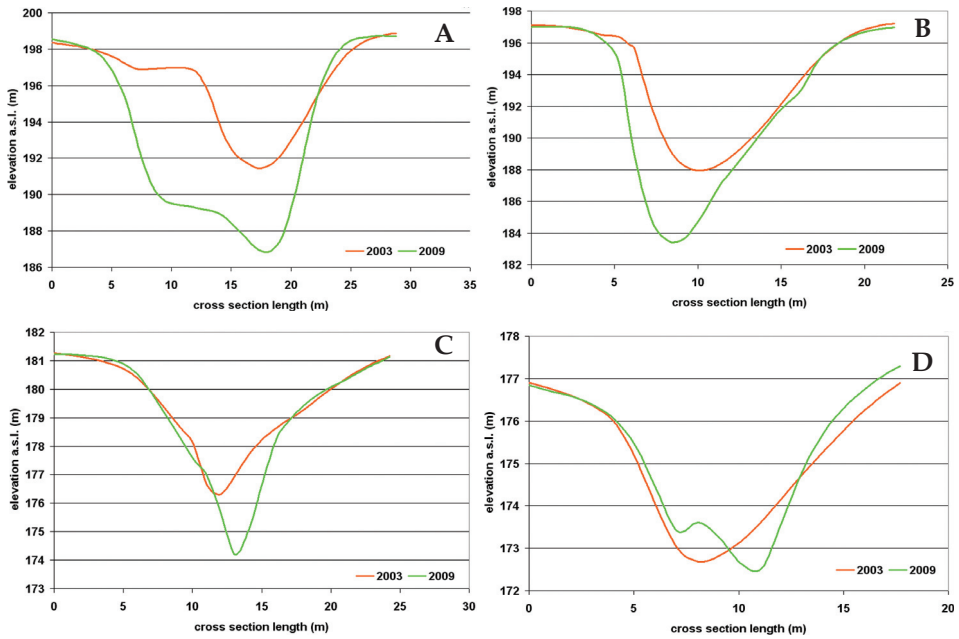 A
elevation a.s.l. (m)
200
198
196
194
192
190
188
186
0 5 10 15 20 25 30 35
2003 2009
cross section length (m)
B
elevation a.s.l. (m)
198
196
194
192
190
188
186
184
182
0 5 10 15 20 25
2003 2009
cross section length (m)
C
elevation a.s.l. (m)
182
181
180
179
178
177
176
175
174
173
0 5 10 15 20 25 30
2003 2009
cross section length (m)
D
elevation a.s.l. (m)
178
177
176
175
174
173
172
0 5 10 15 20
2003 2009
cross section length (m)